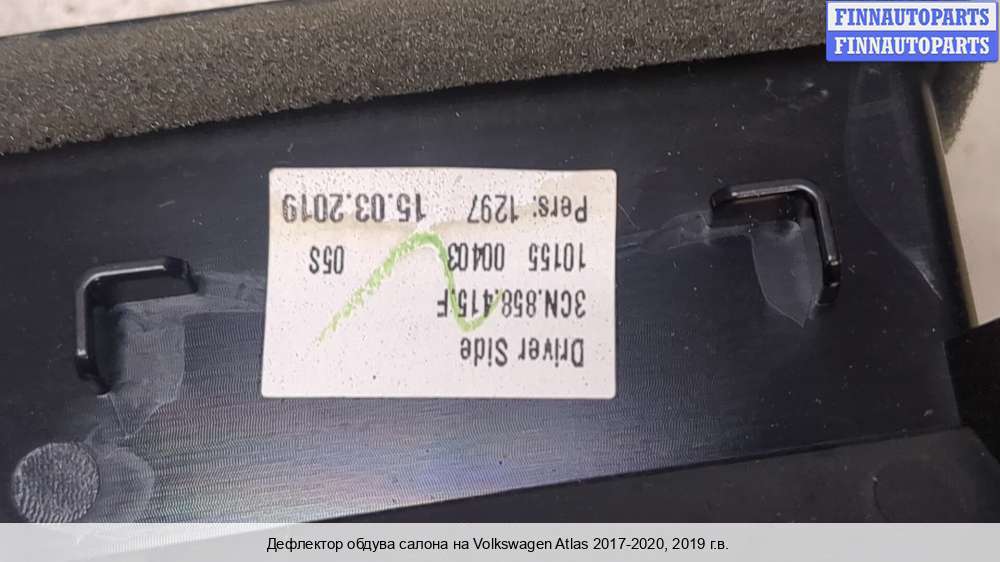 FINNAUTOPARTS
FINNAUTOPARTS
Driver Side
3CN.858.415.F
10155 00403 05S
Pers: 1297 15.03.2019
Дефлектор обдува салона на Volkswagen Atlas 2017-2020, 2019 г.в.